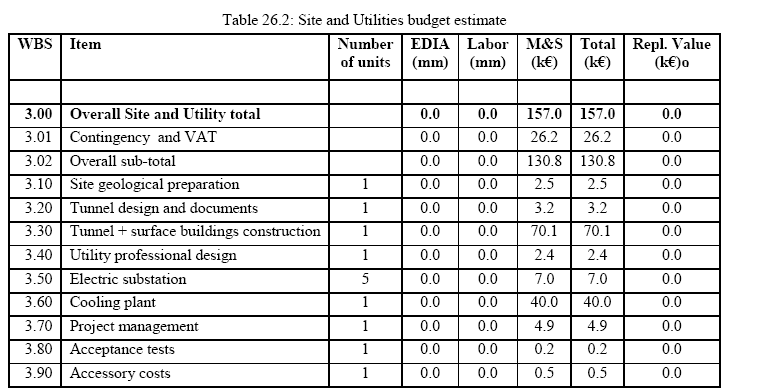 Table 26.2: Site and Utilities budget estimate
WBS Item Number of units EDIA (mm) Labor (mm) M&S (k€) Total (k€) Repl. Value (k€)o
3.00 Overall Site and Utility total 0.0 0.0 157.0 157.0 0.0
3.01 Contingency and VAT 0.0 0.0 26.2 26.2 0.0
3.02 Overall sub-total 0.0 0.0 130.8 130.8 0.0
3.10 Site geological preparation 1 0.0 0.0 2.5 2.5 0.0
3.20 Tunnel design and documents 1 0.0 0.0 3.2 3.2 0.0
3.30 Tunnel + surface buildings construction 1 0.0 0.0 70.1 70.1 0.0
3.40 Utility professional design 1 0.0 0.0 2.4 2.4 0.0
3.50 Electric substation 5 0.0 0.0 7.0 7.0 0.0
3.60 Cooling plant 1 0.0 0.0 40.0 40.0 0.0
3.70 Project management 1 0.0 0.0 4.9 4.9 0.0
3.80 Acceptance tests 1 0.0 0.0 0.2 0.2 0.0
3.90 Accessory costs 1 0.0 0.0 0.5 0.5 0.0